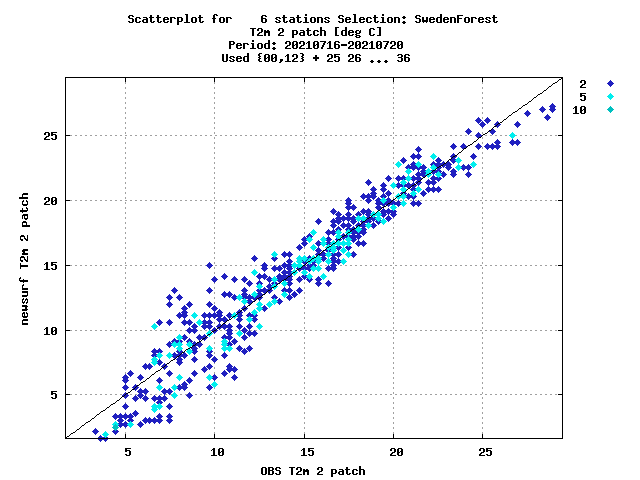 Scatterplot for    6 stations Selection: SwedenForest
T2m 2 patch [deg C]
Period: 20210716-20210720
Used {00,12} + 25 26 ... 36
2
5
10
25
20
15
10
5
newsurf T2m 2 patch
5 10 15 20 25
OBS T2m 2 patch